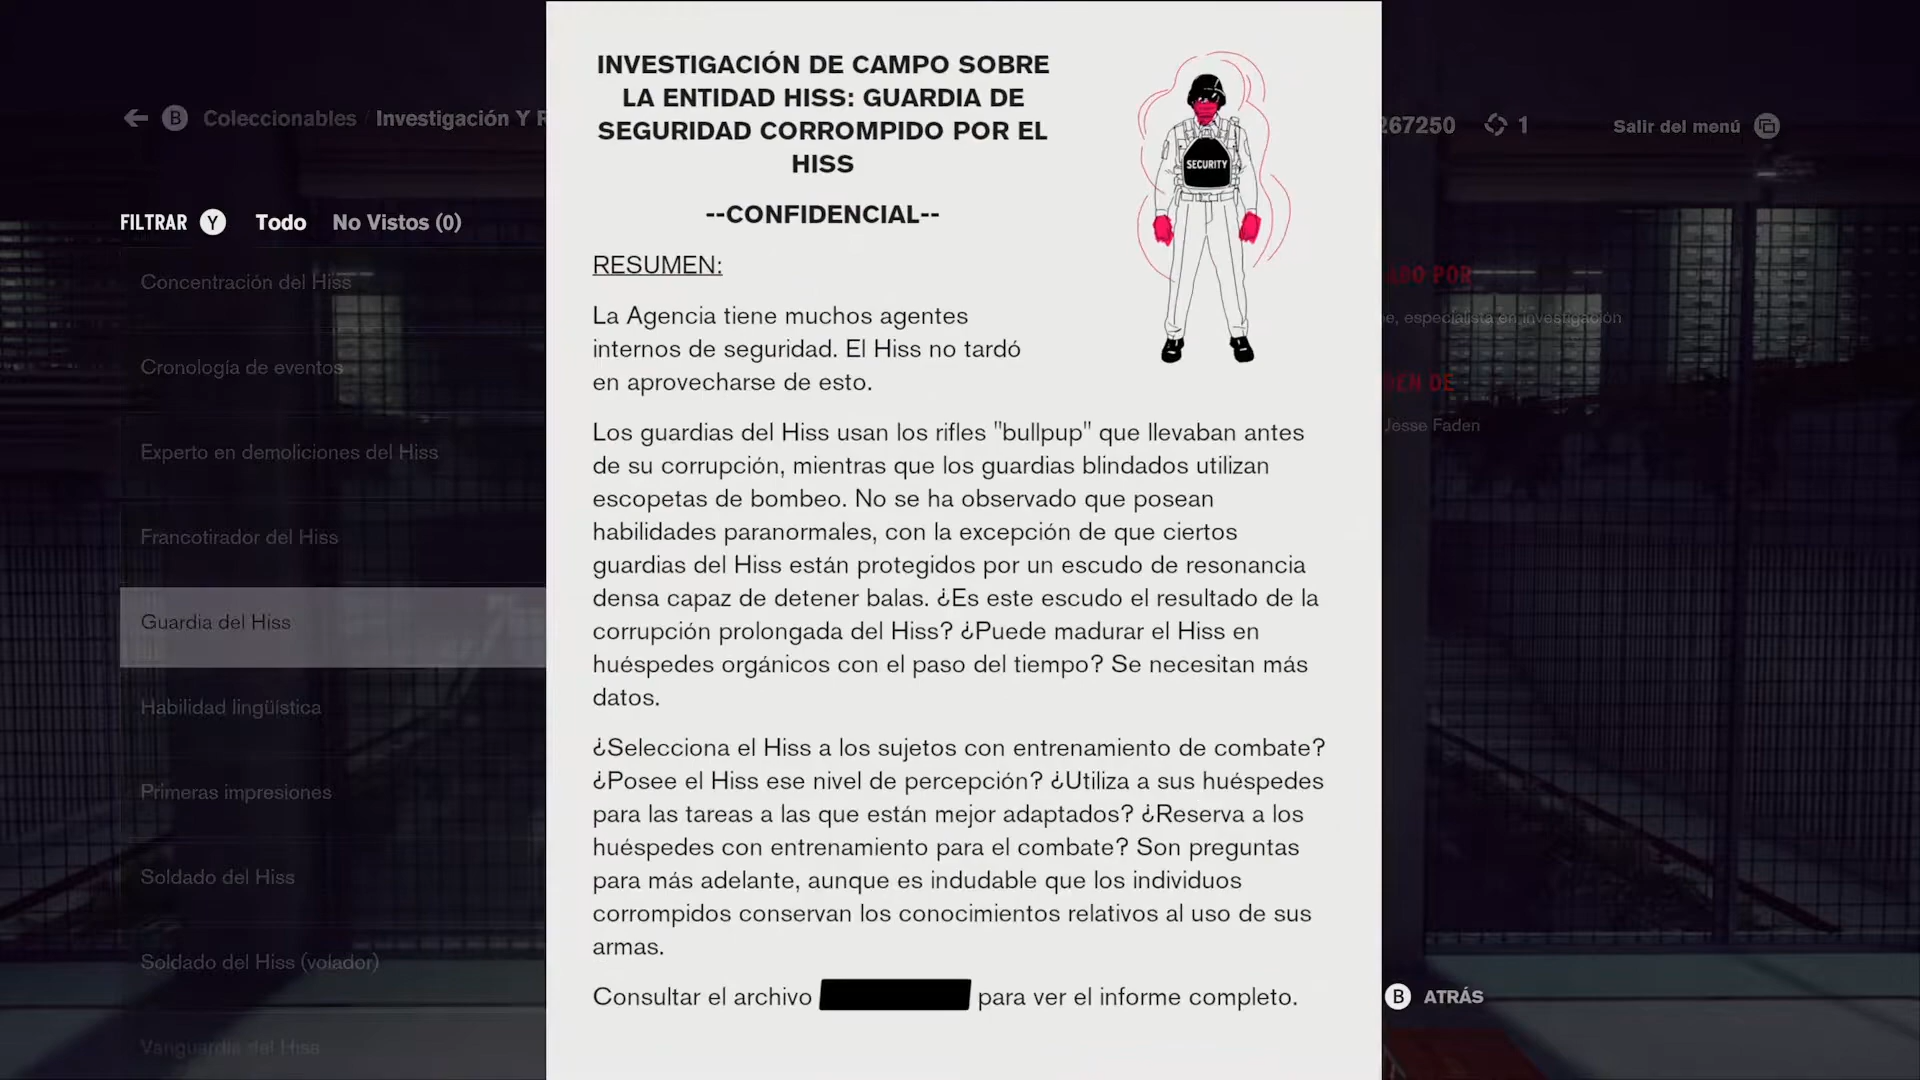 Coleccionables / Investigación Y
267250
1
Salir del menú
FILTRAR Y Todo No Vistos (0)
Concentración del Hiss
Cronología de eventos
Experto en demoliciones del Hiss
Francotirador del Hiss
Guardia del Hiss
Habilidad lingüística
Primeras impresiones
Soldado del Hiss
Soldado del Hiss (volador)
Vanguardia del Hiss
INVESTIGACIÓN DE CAMPO SOBRE
LA ENTIDAD HISS: GUARDIA DE
SEGURIDAD CORROMPIDO POR EL
HISS
--CONFIDENCIAL--
SECURITY
RESUMEN:
La Agencia tiene muchos agentes
internos de seguridad. El Hiss no tardó
en aprovecharse de esto.
Los guardias del Hiss usan los rifles "bullpup" que llevaban antes
de su corrupción, mientras que los guardias blindados utilizan
escopetas de bombeo. No se ha observado que posean
habilidades paranormales, con la excepción de que ciertos
guardias del Hiss están protegidos por un escudo de resonancia
densa capaz de detener balas. ¿Es este escudo el resultado de la
corrupción prolongada del Hiss? ¿Puede madurar el Hiss en
huéspedes orgánicos con el paso del tiempo? Se necesitan más
datos.
¿Selecciona el Hiss a los sujetos con entrenamiento de combate?
¿Posee el Hiss ese nivel de percepción? ¿Utiliza a sus huéspedes
para las tareas a las que están mejor adaptados? ¿Reserva a los
huéspedes con entrenamiento para el combate? Son preguntas
para más adelante, aunque es indudable que los individuos
corrompidos conservan los conocimientos relativos al uso de sus
armas.
Consultar el archivo para ver el informe completo.
POR
especialista en investigación
DE
Jesse Faden
B ATRÁS